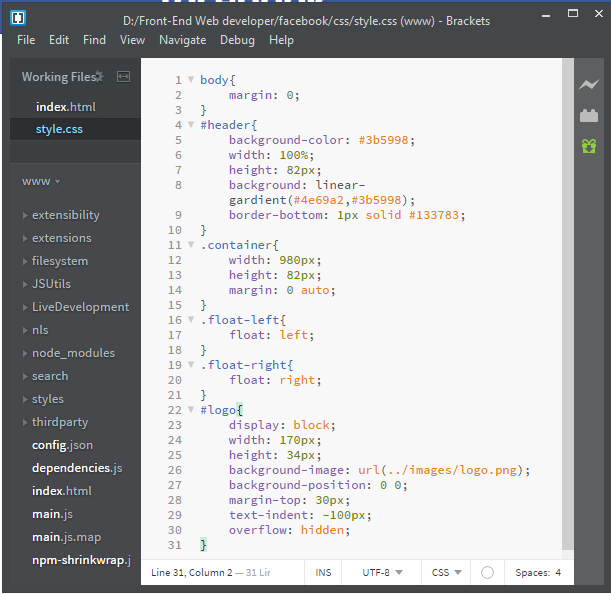 D:/Front-End Web developer/facebook/css/style.css (www) - Brackets
File Edit Find View Navigate Debug Help
Working Files
index.html
style.css
www
extensibility
extensions
filesystem
JSUtils
LiveDevelopment
nls
node_modules
search
styles
thirdparty
config.json
dependencies.js
index.html
main.js
main.js.map
npm-shrinkwrap.j
1 body{
2 margin: 0;
3 }
4 #header{
5 background-color: #3b5998;
6 width: 100%;
7 height: 82px;
8 background: linear-
gardient(#4e69a2,#3b5998);
9 border-bottom: 1px solid #133783;
10 }
11 .container{
12 width: 980px;
13 height: 82px;
14 margin: 0 auto;
15 }
16 .float-left{
17 float: left;
18 }
19 .float-right{
20 float: right;
21 }
22 #logo{
23 display: block;
24 width: 170px;
25 height: 34px;
26 background-image: url(../images/logo.png);
27 background-position: 0 0;
28 margin-top: 30px;
29 text-indent: -100px;
30 overflow: hidden;
31 }
Line 31, Column 2 — 31 Lir INS UTF-8 CSS Spaces: 4